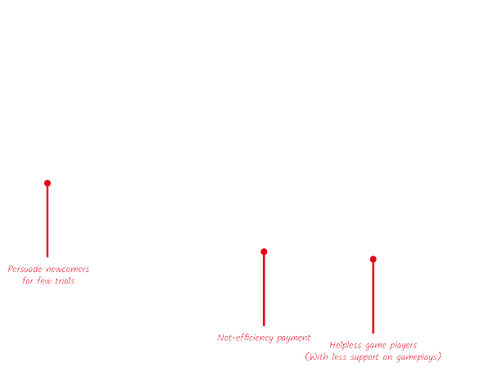 Persuade newcomers
for few trials
Not-efficiency payment
Helpless game players
(With less support on gameplays)